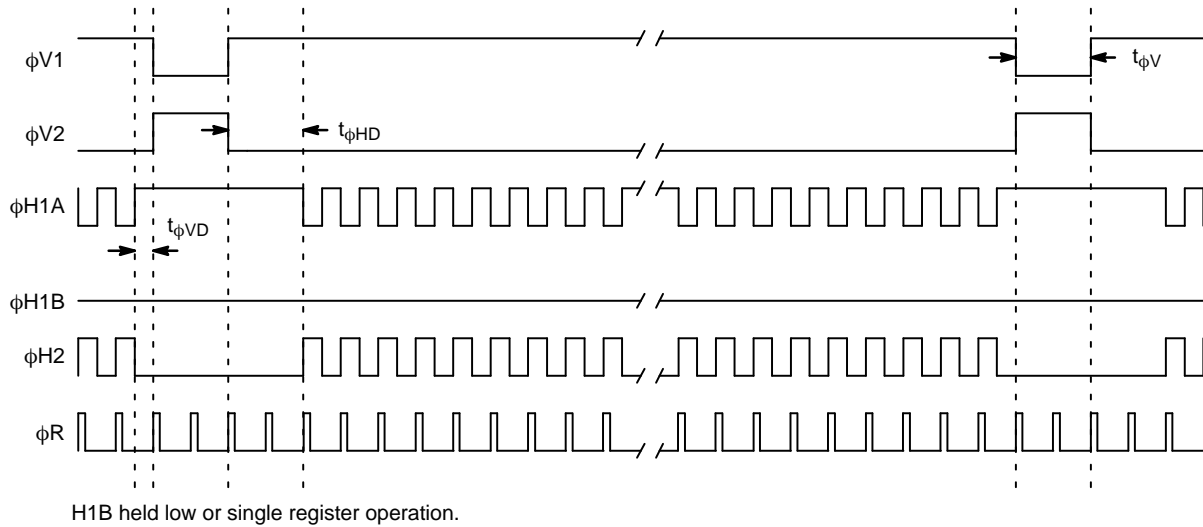 ϕV1
tϕV
ϕV2
tϕHD
ϕH1A
tϕVD
ϕH1B
ϕH2
ϕR
H1B held low or single register operation.